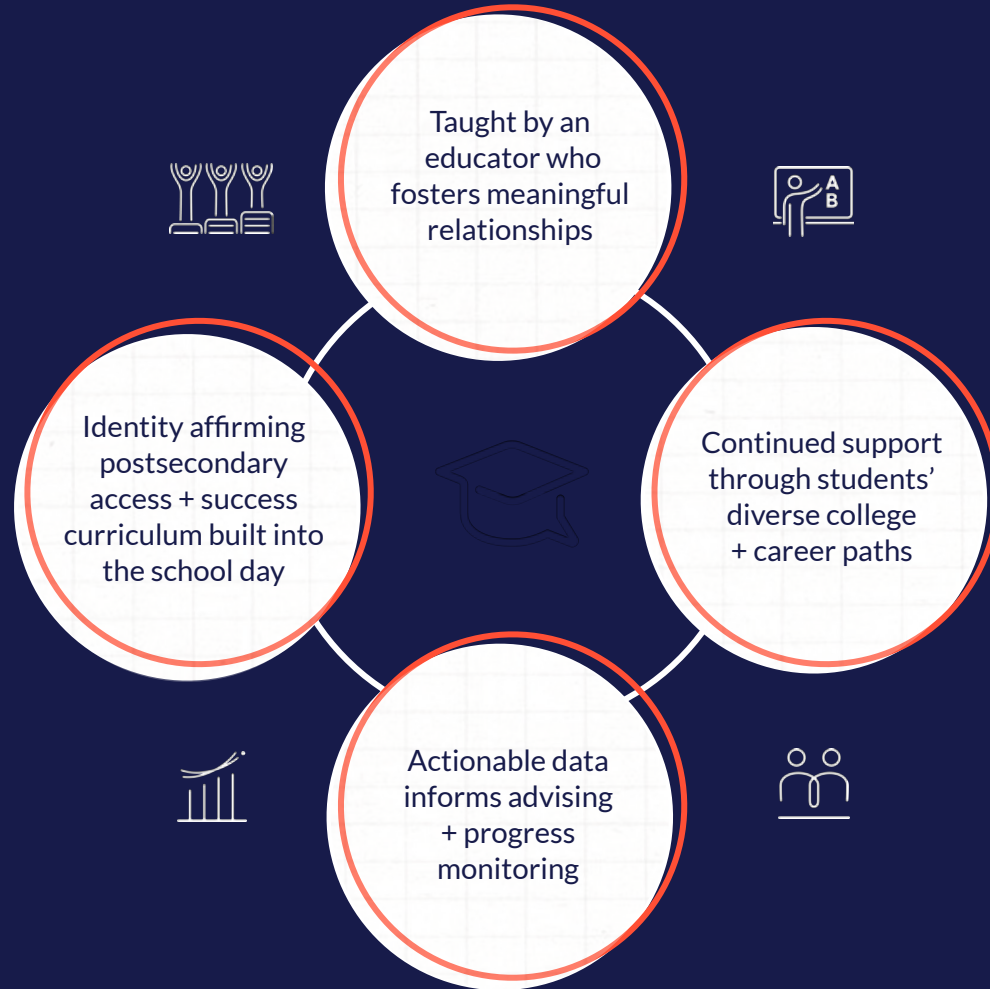 Taught by an
educator who
fosters meaningful
relationships
A
B
Identity affirming
postsecondary
access + success
curriculum built into
the school day
Continued support
through students’
diverse college
+ career paths
Actionable data
informs advising
+ progress
monitoring